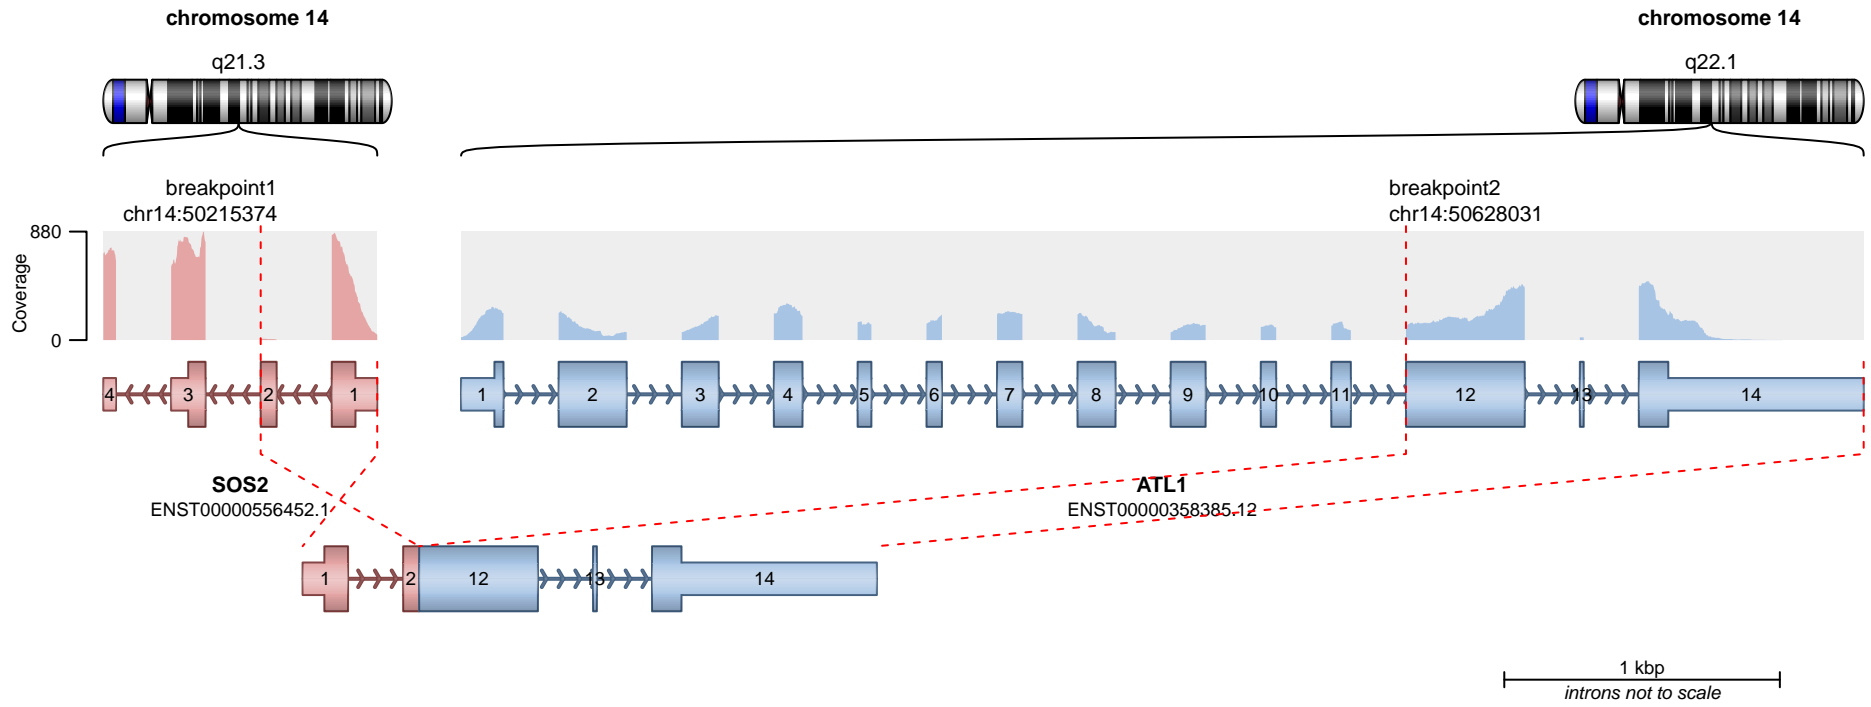 chromosome 14
chromosome 14
q21.3
q22.1
breakpoint1
chr14:50215374
breakpoint2
chr14:50628031
880
0
Coverage
4 3 2 1
1 2 3 4 5 6 7 8 9 10 11 12 13 14
SOS2
ENST00000556452.1
ATL1
ENST00000358385.12
1 2 12 13 14
1 kbp
introns not to scale